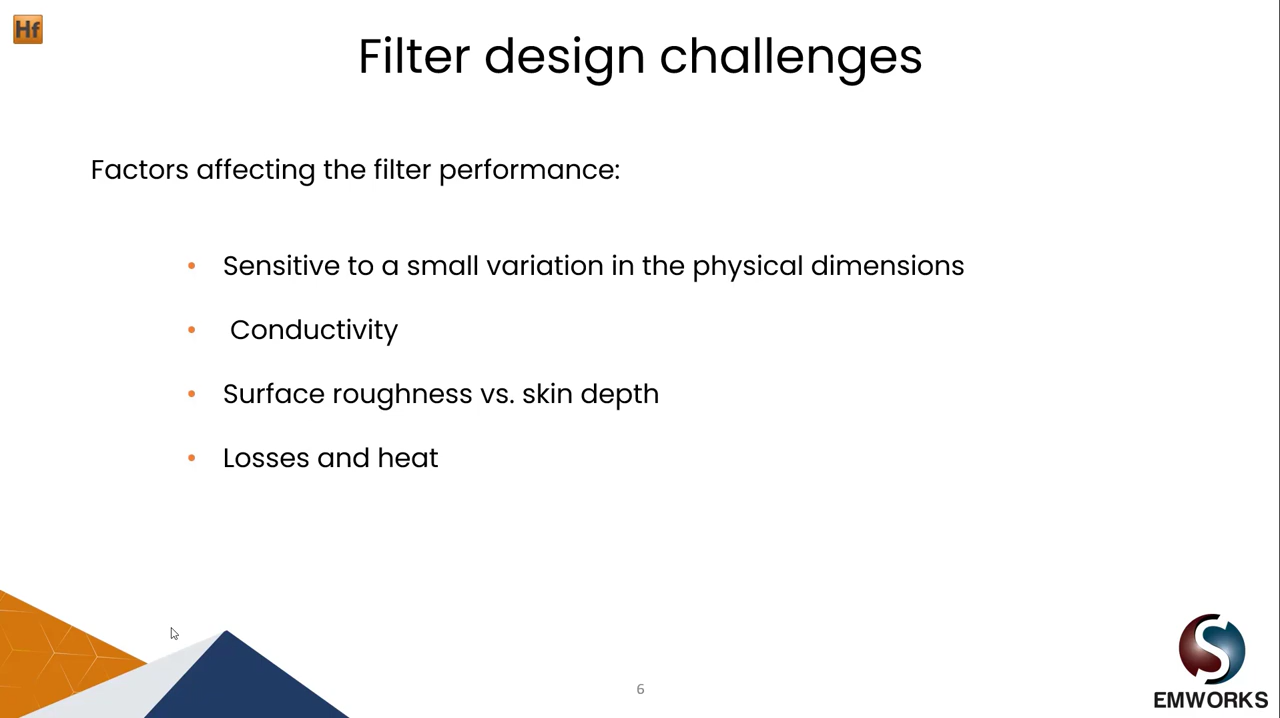 Hf
Filter design challenges
Factors affecting the filter performance:
• Sensitive to a small variation in the physical dimensions
• Conductivity
• Surface roughness vs. skin depth
• Losses and heat
6
S
EMWORKS